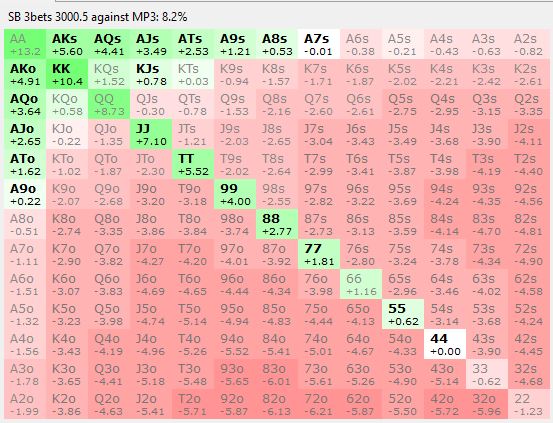 SB 3bets 3000.5 against MP3: 8.2%
AA AKs AQs AJs ATs A9s A8s A7s A6s A5s A4s A3s A2s
+13.2 +5.60 +4.41 +3.49 +2.53 +1.21 +0.53 -0.01 -0.38 -0.21 -0.43 -0.63 -0.82
AKo KK KQs KJs KTs K9s K8s K7s K6s K5s K4s K3s K2s
+4.91 +10.4 +1.52 +0.78 +0.03 -0.94 -1.57 -1.71 -1.87 -2.02 -2.21 -2.42 -2.61
AQo KQo QQ QJs QTs Q9s Q8s Q7s Q6s Q5s Q4s Q3s Q2s
+3.64 +0.58 +8.73 -0.30 -0.78 -1.53 -2.16 -2.60 -2.61 -2.75 -2.95 -3.15 -3.35
AJo KJo QJo JJ JTs J9s J8s J7s J6s J5s J4s J3s J2s
+2.65 -0.22 -1.35 +7.10 -1.21 -2.03 -2.65 -3.04 -3.43 -3.49 -3.68 -3.90 -4.11
ATo KTo QTo JTo TT T9s T8s T7s T6s T5s T4s T3s T2s
+1.62 -1.02 -1.87 -2.30 +5.52 -2.02 -2.64 -2.99 -3.41 -3.87 -3.98 -4.19 -4.40
A9o K9o Q9o J9o T9o 99 98s 97s 96s 95s 94s 93s 92s
+0.22 -2.07 -2.68 -3.20 -3.18 +4.00 -2.55 -2.82 -3.22 -3.69 -4.24 -4.35 -4.56
A8o K8o Q8o J8o T8o 98o 88 87s 86s 85s 84s 83s 82s
-0.51 -2.74 -3.35 -3.86 -3.84 -3.74 +2.77 -2.73 -3.13 -3.59 -4.14 -4.70 -4.81
A7o K7o Q7o J7o T7o 97o 87o 77 76s 75s 74s 73s 72s
-1.11 -2.90 -3.82 -4.27 -4.20 -4.01 -3.92 +1.81 -2.80 -3.24 -3.78 -4.34 -4.90
A6o K6o Q6o J6o T6o 96o 86o 76o 66 65s 64s 63s 62s
-1.51 -3.07 -3.83 -4.69 -4.65 -4.44 -4.34 -3.98 +1.16 -2.96 -3.46 -4.02 -4.58
A5o K5o Q5o J5o T5o 95o 85o 75o 65o 55 54s 53s 52s
-1.32 -3.23 -3.98 -4.74 -5.14 -4.94 -4.83 -4.44 -4.13 +0.62 -3.14 -3.68 -4.24
A4o K4o Q4o J4o T4o 94o 84o 74o 64o 54o 44 43s 42s
-1.56 -3.43 -4.19 -4.96 -5.26 -5.52 -5.41 -5.01 -4.67 -4.33 +0.00 -3.90 -4.45
A3o K3o Q3o J3o T3o 93o 83o 73o 63o 53o 43o 33 32s
-1.78 -3.65 -4.41 -5.18 -5.48 -5.65 -6.01 -5.61 -5.26 -4.90 -5.14 -0.62 -4.68
A2o K2o Q2o J2o T2o 92o 82o 72o 62o 52o 42o 32o 22
-1.99 -3.86 -4.63 -5.41 -5.71 -5.87 -6.13 -6.21 -5.87 -5.50 -5.72 -5.96 -1.23